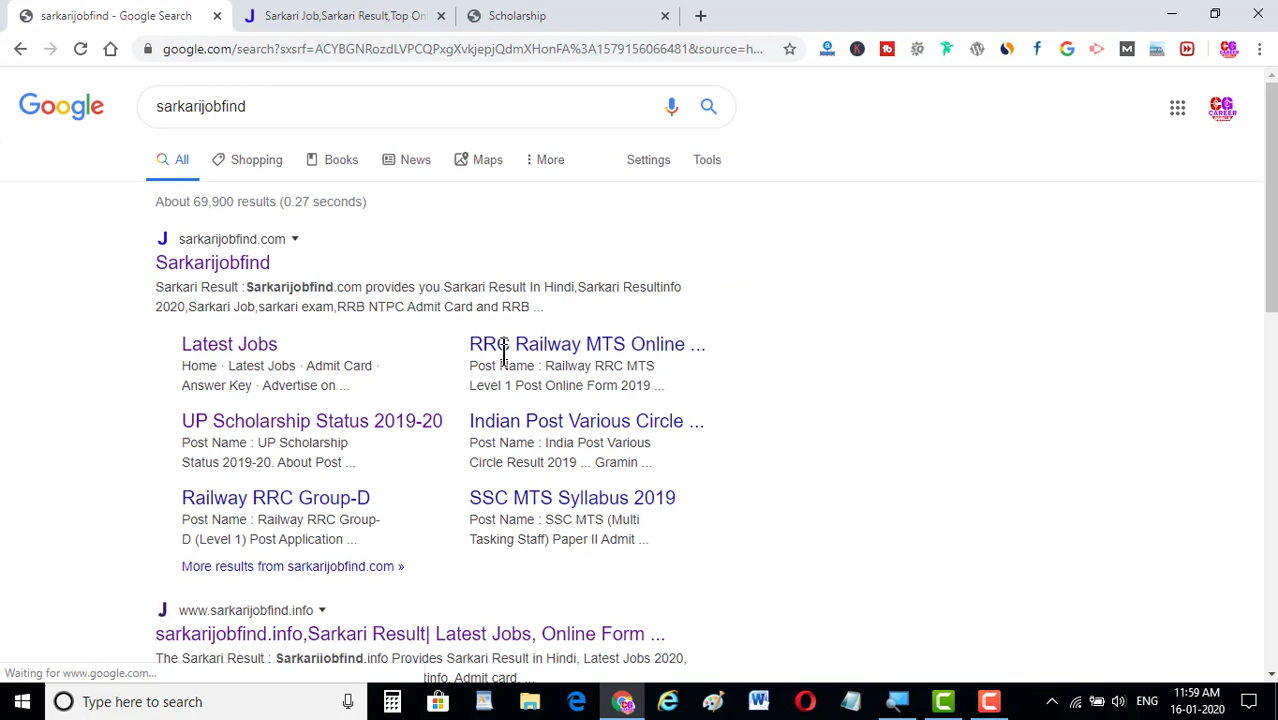 sarkarijobfind - Google Search
Sarkari Job,Sarkari Result,Top On
Scholarship
google.com/search?sxsrf=ACYBGNRozdLVPCQPxgXvkjepjQdmXHonFA%3A1579156066481&source=h...
Google
sarkarijobfind
CG CAREER
All
Shopping
Books
News
Maps
More
Settings
Tools
About 69,900 results (0.27 seconds)
J sarkarijobfind.com
Sarkarijobfind
Sarkari Result :Sarkarijobfind.com provides you Sarkari Result In Hindi,Sarkari Resultinfo
2020,Sarkari Job,sarkari exam,RRB NTPC Admit Card and RRB ...
Latest Jobs
Home · Latest Jobs · Admit Card ·
Answer Key · Advertise on ...
RRC Railway MTS Online ...
Post Name : Railway RRC MTS
Level 1 Post Online Form 2019 ...
UP Scholarship Status 2019-20
Post Name : UP Scholarship
Status 2019-20. About Post ...
Indian Post Various Circle ...
Post Name : India Post Various
Circle Result 2019 ... Gramin ...
Railway RRC Group-D
Post Name : Railway RRC Group-
D (Level 1) Post Application ...
SSC MTS Syllabus 2019
Post Name : SSC MTS (Multi
Tasking Staff) Paper II Admit ...
More results from sarkarijobfind.com »
J www.sarkarijobfind.info
sarkarijobfind.info,Sarkari Result| Latest Jobs, Online Form ...
The Sarkari Result : Sarkarijobfind.info Provides Sarkari Result in Hindi, Latest Jobs 2020,
tinfo, Admit card, ...
Waiting for www.google.com...
Type here to search
ENG
11:59 AM
16-01-2020